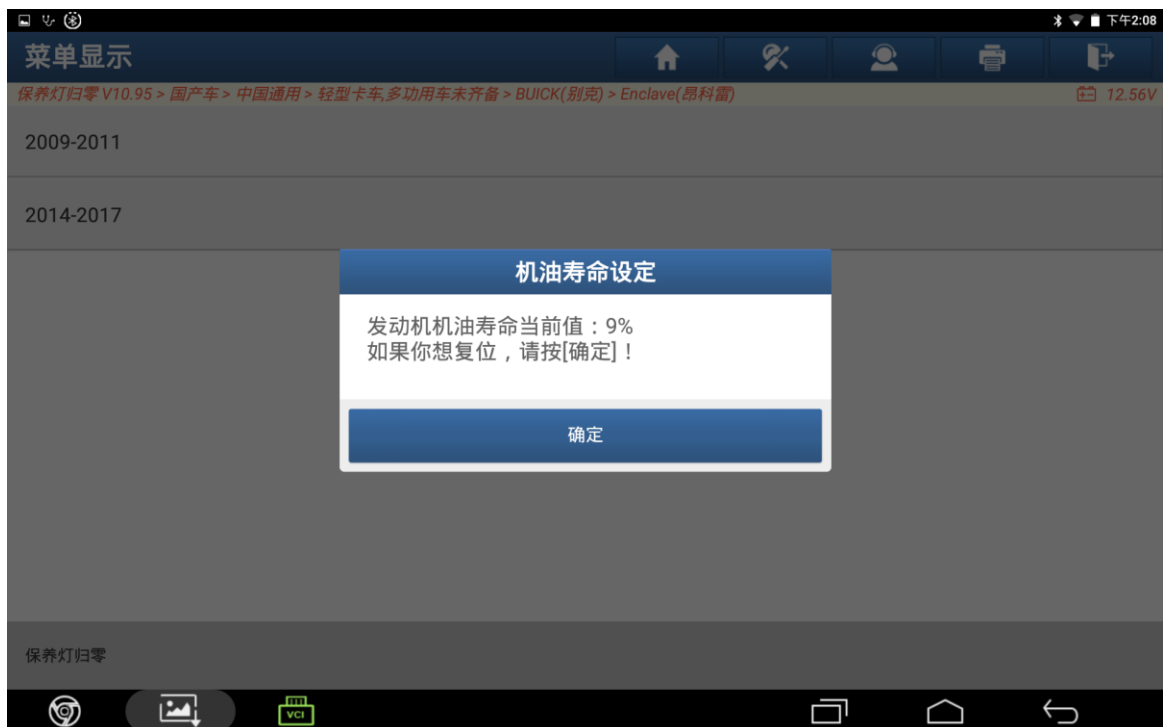 下午2:08
菜单显示
保养灯归零 V10.95 > 国产车 > 中国通用 > 轻型卡车,多功用车未齐备 > BUICK(别克) > Enclave(昂科雷)
12.56V
2009-2011
2014-2017
机油寿命设定
发动机机油寿命当前值：9%
如果你想复位，请按[确定]！
确定
保养灯归零
VCI